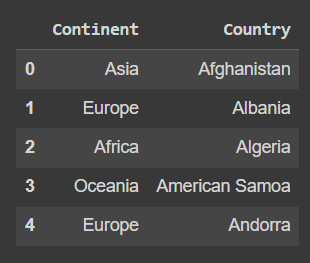 Continent Country
0 Asia Afghanistan
1 Europe Albania
2 Africa Algeria
3 Oceania American Samoa
4 Europe Andorra